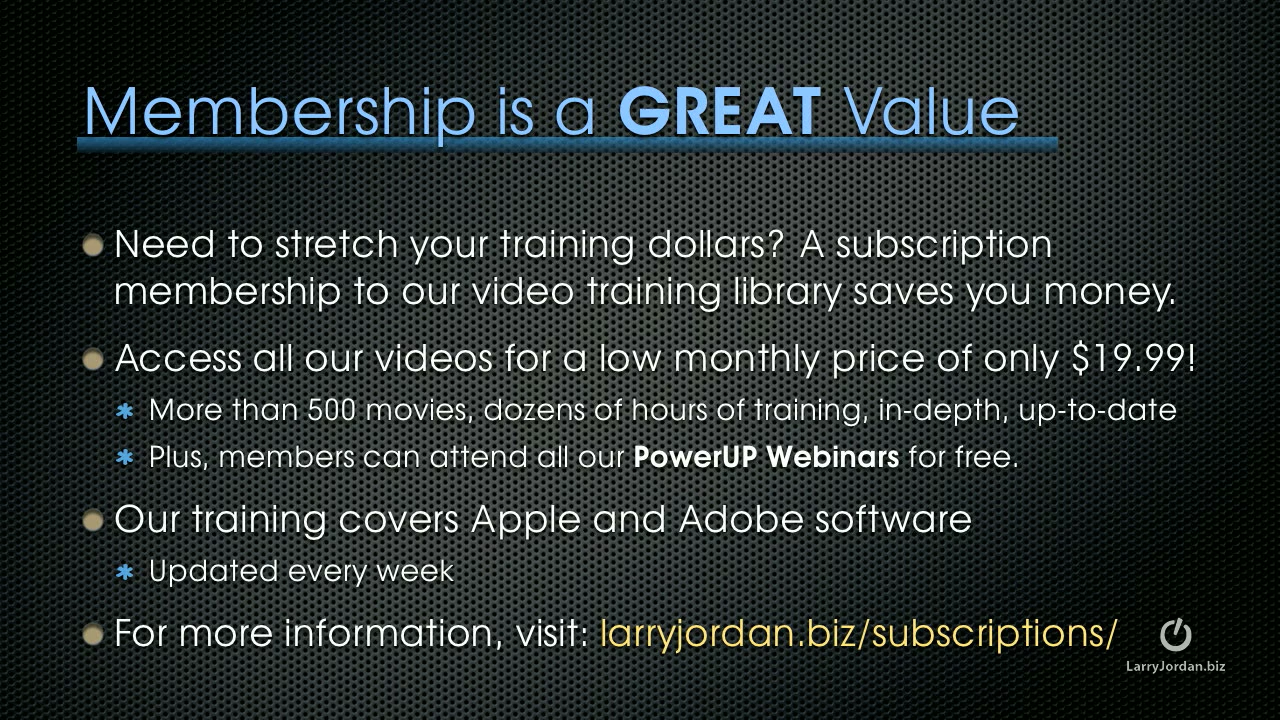 Membership is a GREAT Value
Need to stretch your training dollars? A subscription
membership to our video training library saves you money.
Access all our videos for a low monthly price of only $19.99!
More than 500 movies, dozens of hours of training, in-depth, up-to-date
Plus, members can attend all our PowerUP Webinars for free.
Our training covers Apple and Adobe software
Updated every week
For more information, visit: larryjordan.biz/subscriptions/
LarryJordan.biz